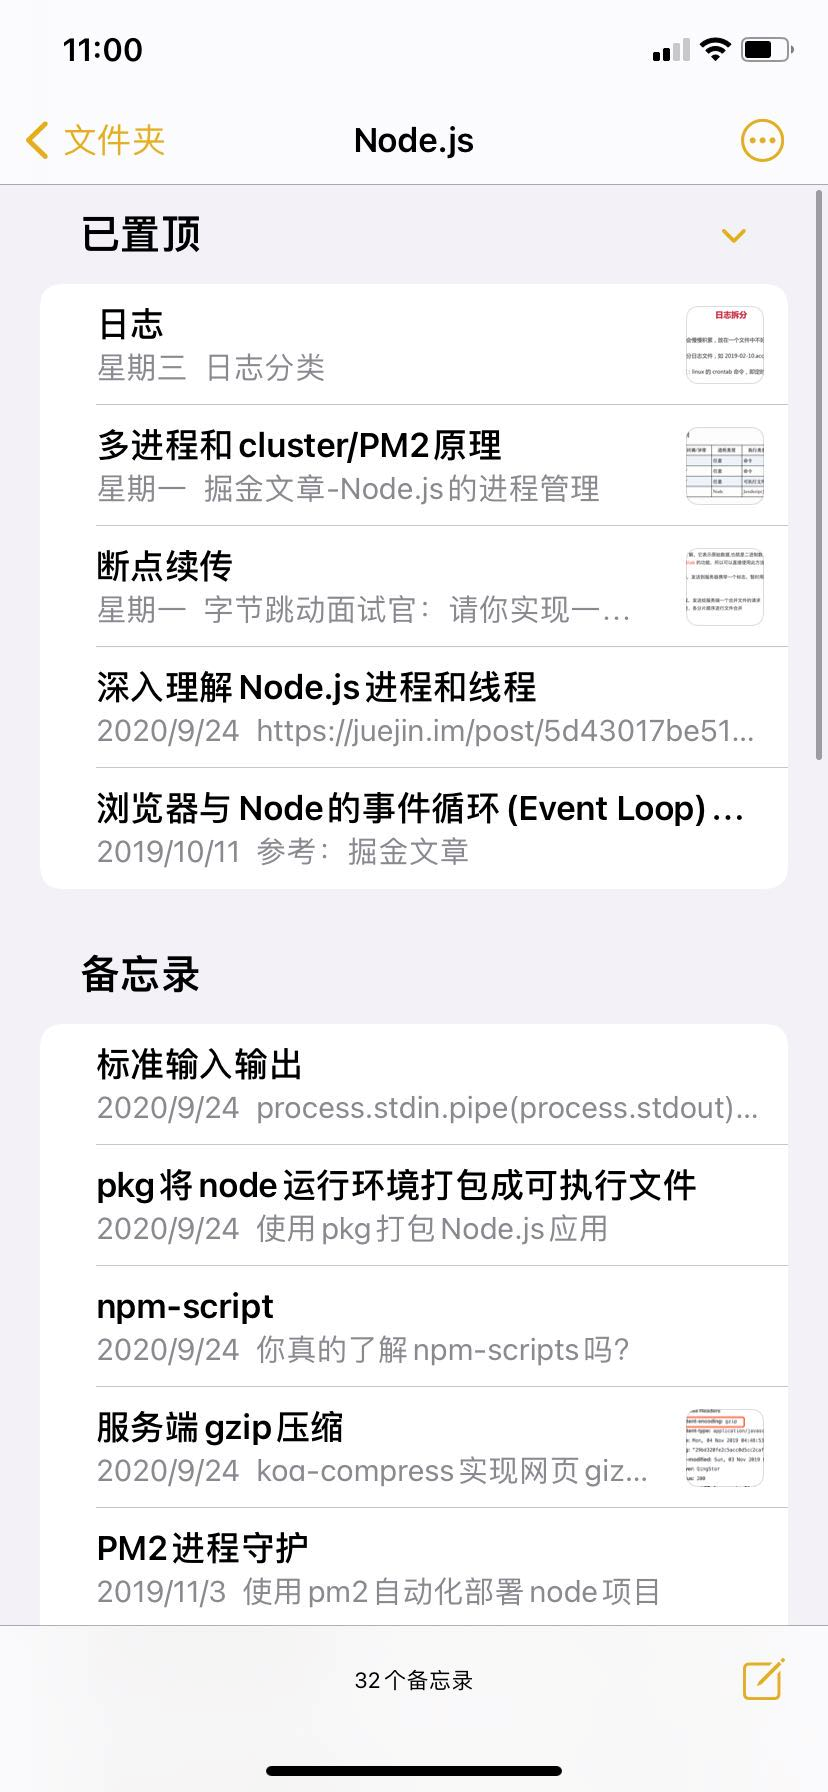 11:00
文件夹
Node.js
已置顶
日志
星期三 日志分类
日志拆分
多进程和cluster/PM2原理
星期一 掘金文章-Node.js的进程管理
断点续传
星期一 字节跳动面试官：请你实现一...
深入理解Node.js进程和线程
2020/9/24 https://juejin.im/post/5d43017be51...
浏览器与Node的事件循环(Event Loop)...
2019/10/11 参考：掘金文章
备忘录
标准输入输出
2020/9/24 process.stdin.pipe(process.stdout)...
pkg将node运行环境打包成可执行文件
2020/9/24 使用pkg打包Node.js应用
npm-script
2020/9/24 你真的了解npm-scripts吗?
服务端gzip压缩
2020/9/24 koa-compress实现网页giz...
PM2进程守护
2019/11/3 使用pm2自动化部署node项目
32个备忘录